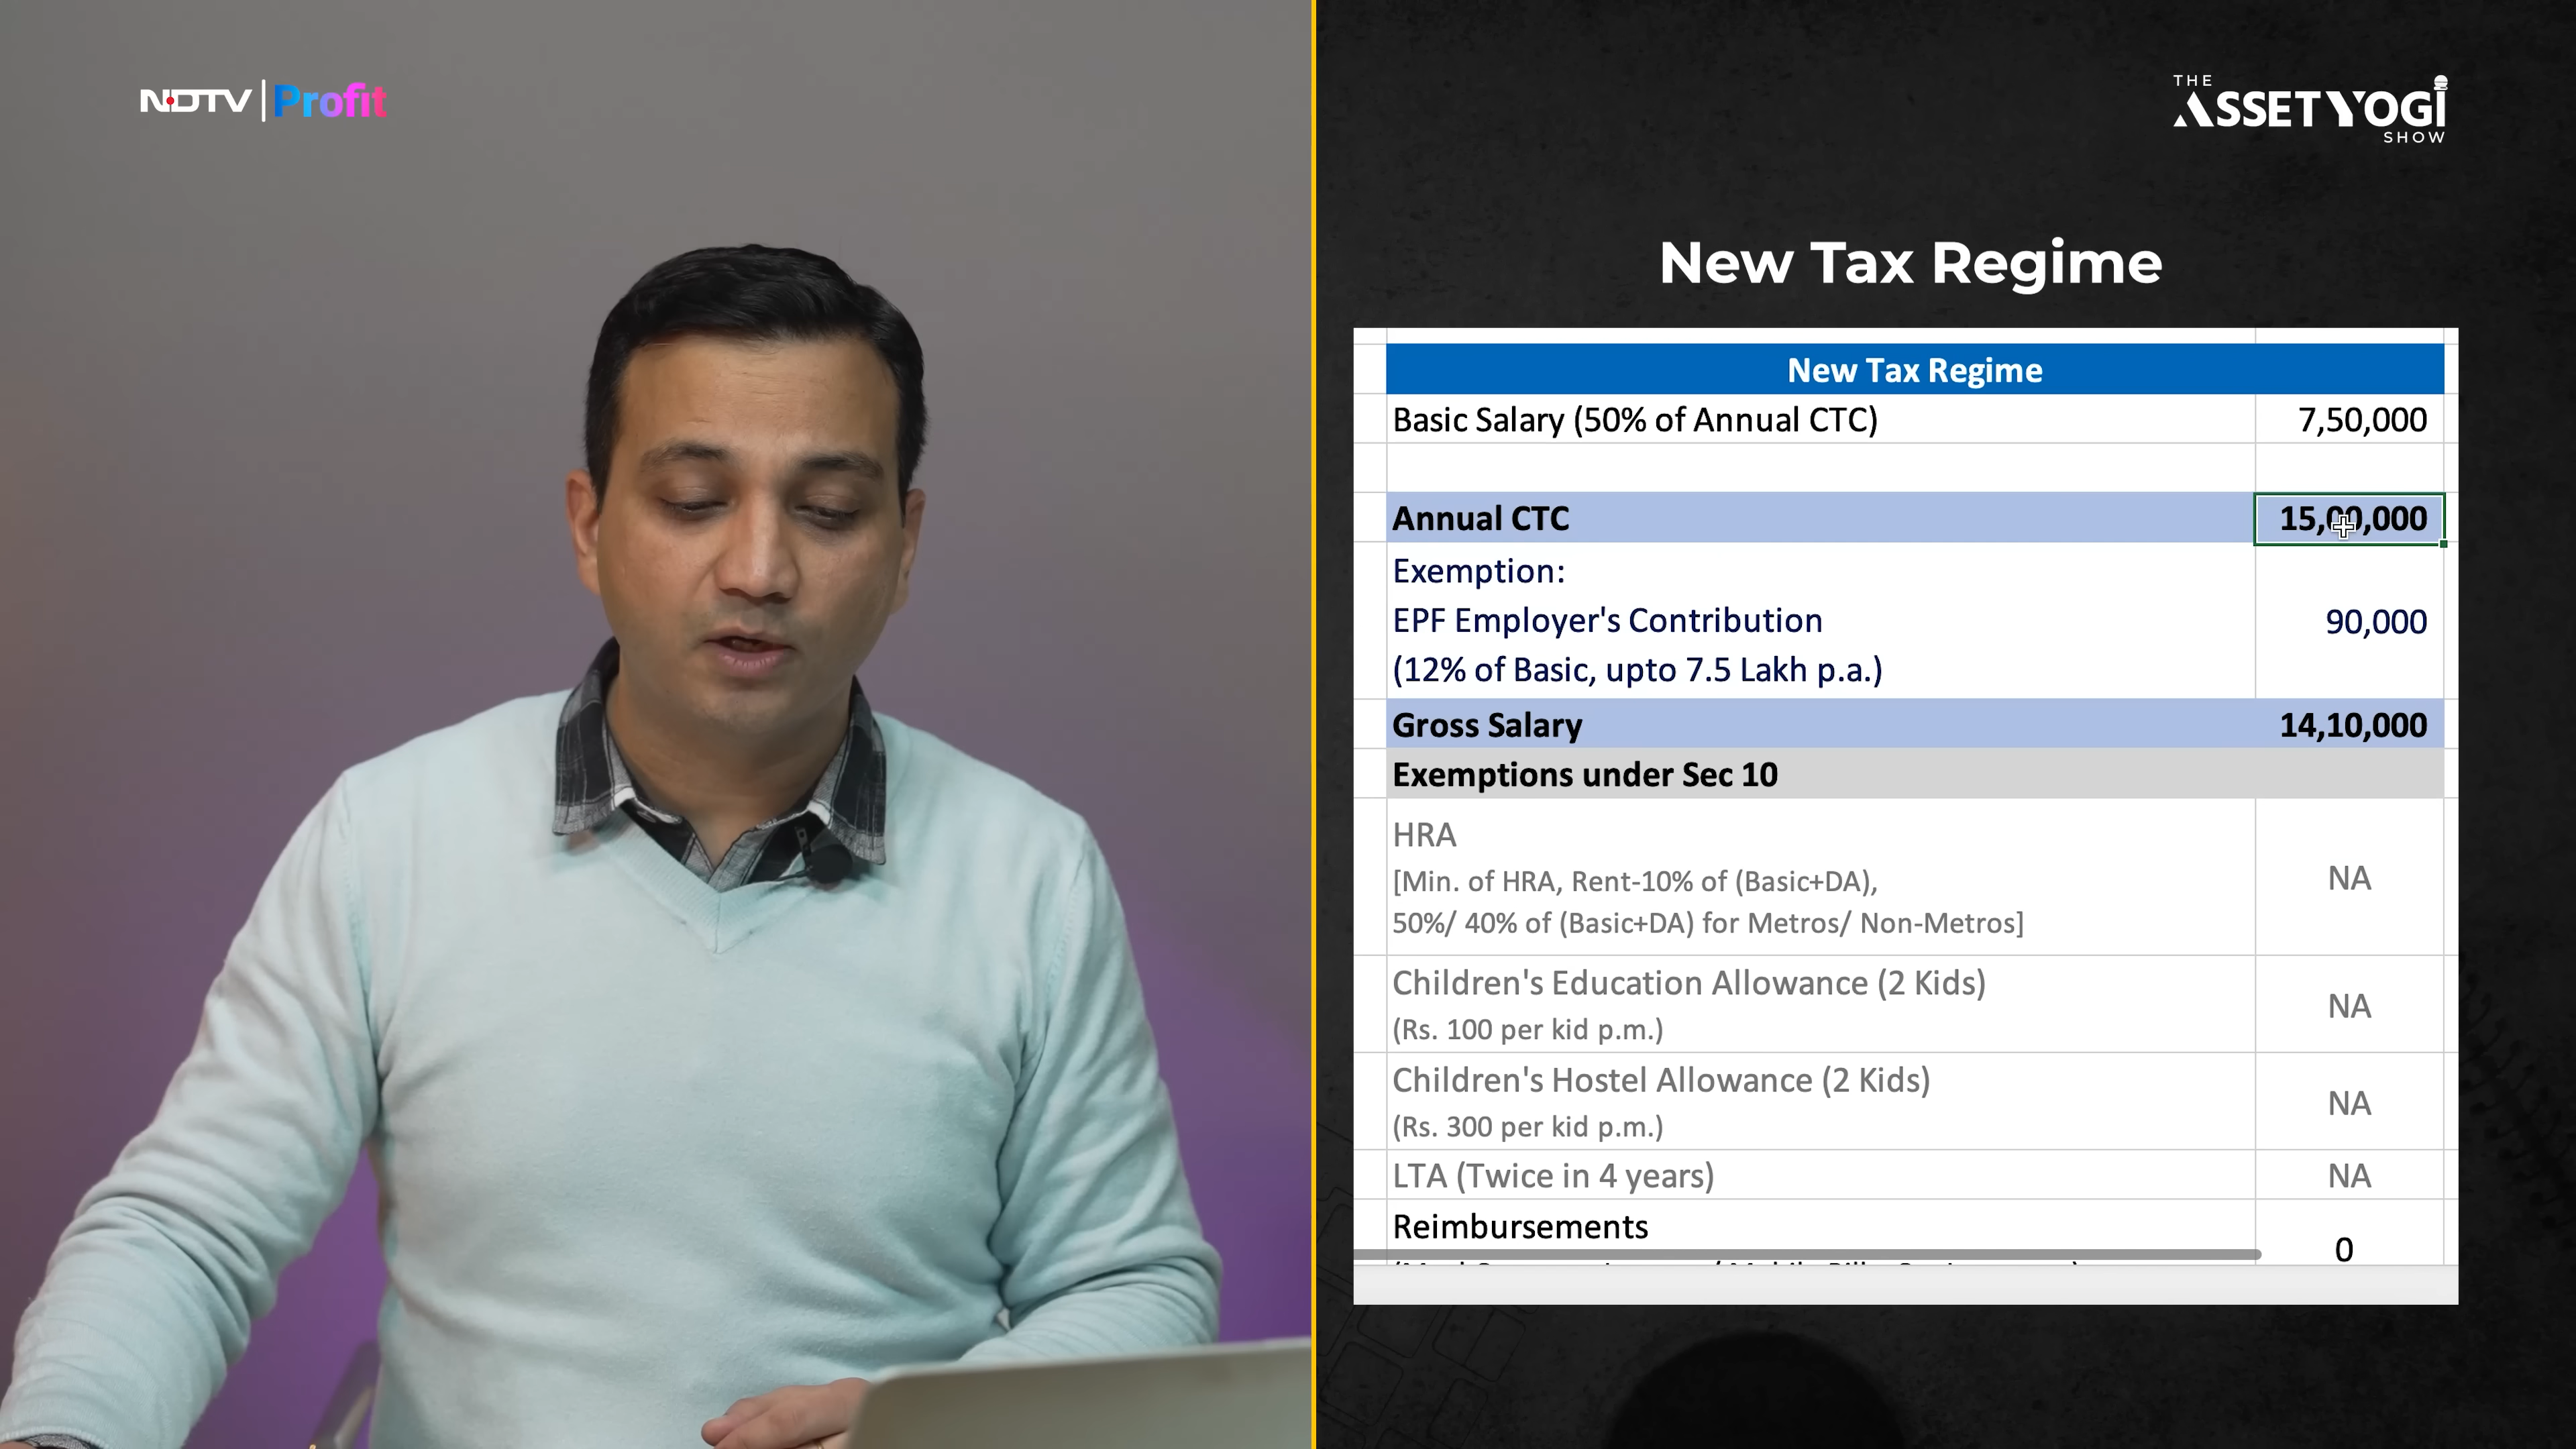 NDTV | Profit
THE
ASSET YOGI
SHOW
New Tax Regime
New Tax Regime
Basic Salary (50% of Annual CTC) 7,50,000
Annual CTC 15,00,000
Exemption:
EPF Employer's Contribution 90,000
(12% of Basic, upto 7.5 Lakh p.a.)
Gross Salary 14,10,000
Exemptions under Sec 10
HRA
[Min. of HRA, Rent-10% of (Basic+DA), NA
50%/ 40% of (Basic+DA) for Metros/ Non-Metros]
Children's Education Allowance (2 Kids) NA
(Rs. 100 per kid p.m.)
Children's Hostel Allowance (2 Kids) NA
(Rs. 300 per kid p.m.)
LTA (Twice in 4 years) NA
Reimbursements 0